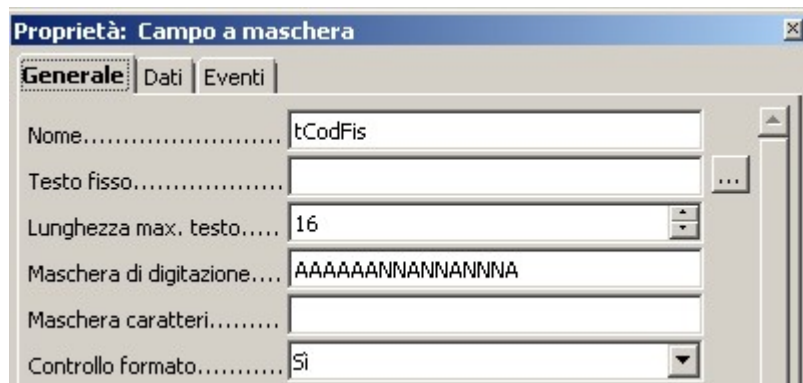 Proprietà: Campo a maschera
Generale Dati Eventi
Nome......................... tCodFis
Testo fisso................... ...
Lunghezza max. testo..... 16
Maschera di digitazione.... AAAAAANNANNANNNA
Maschera caratteri.........
Controllo formato........... Sì